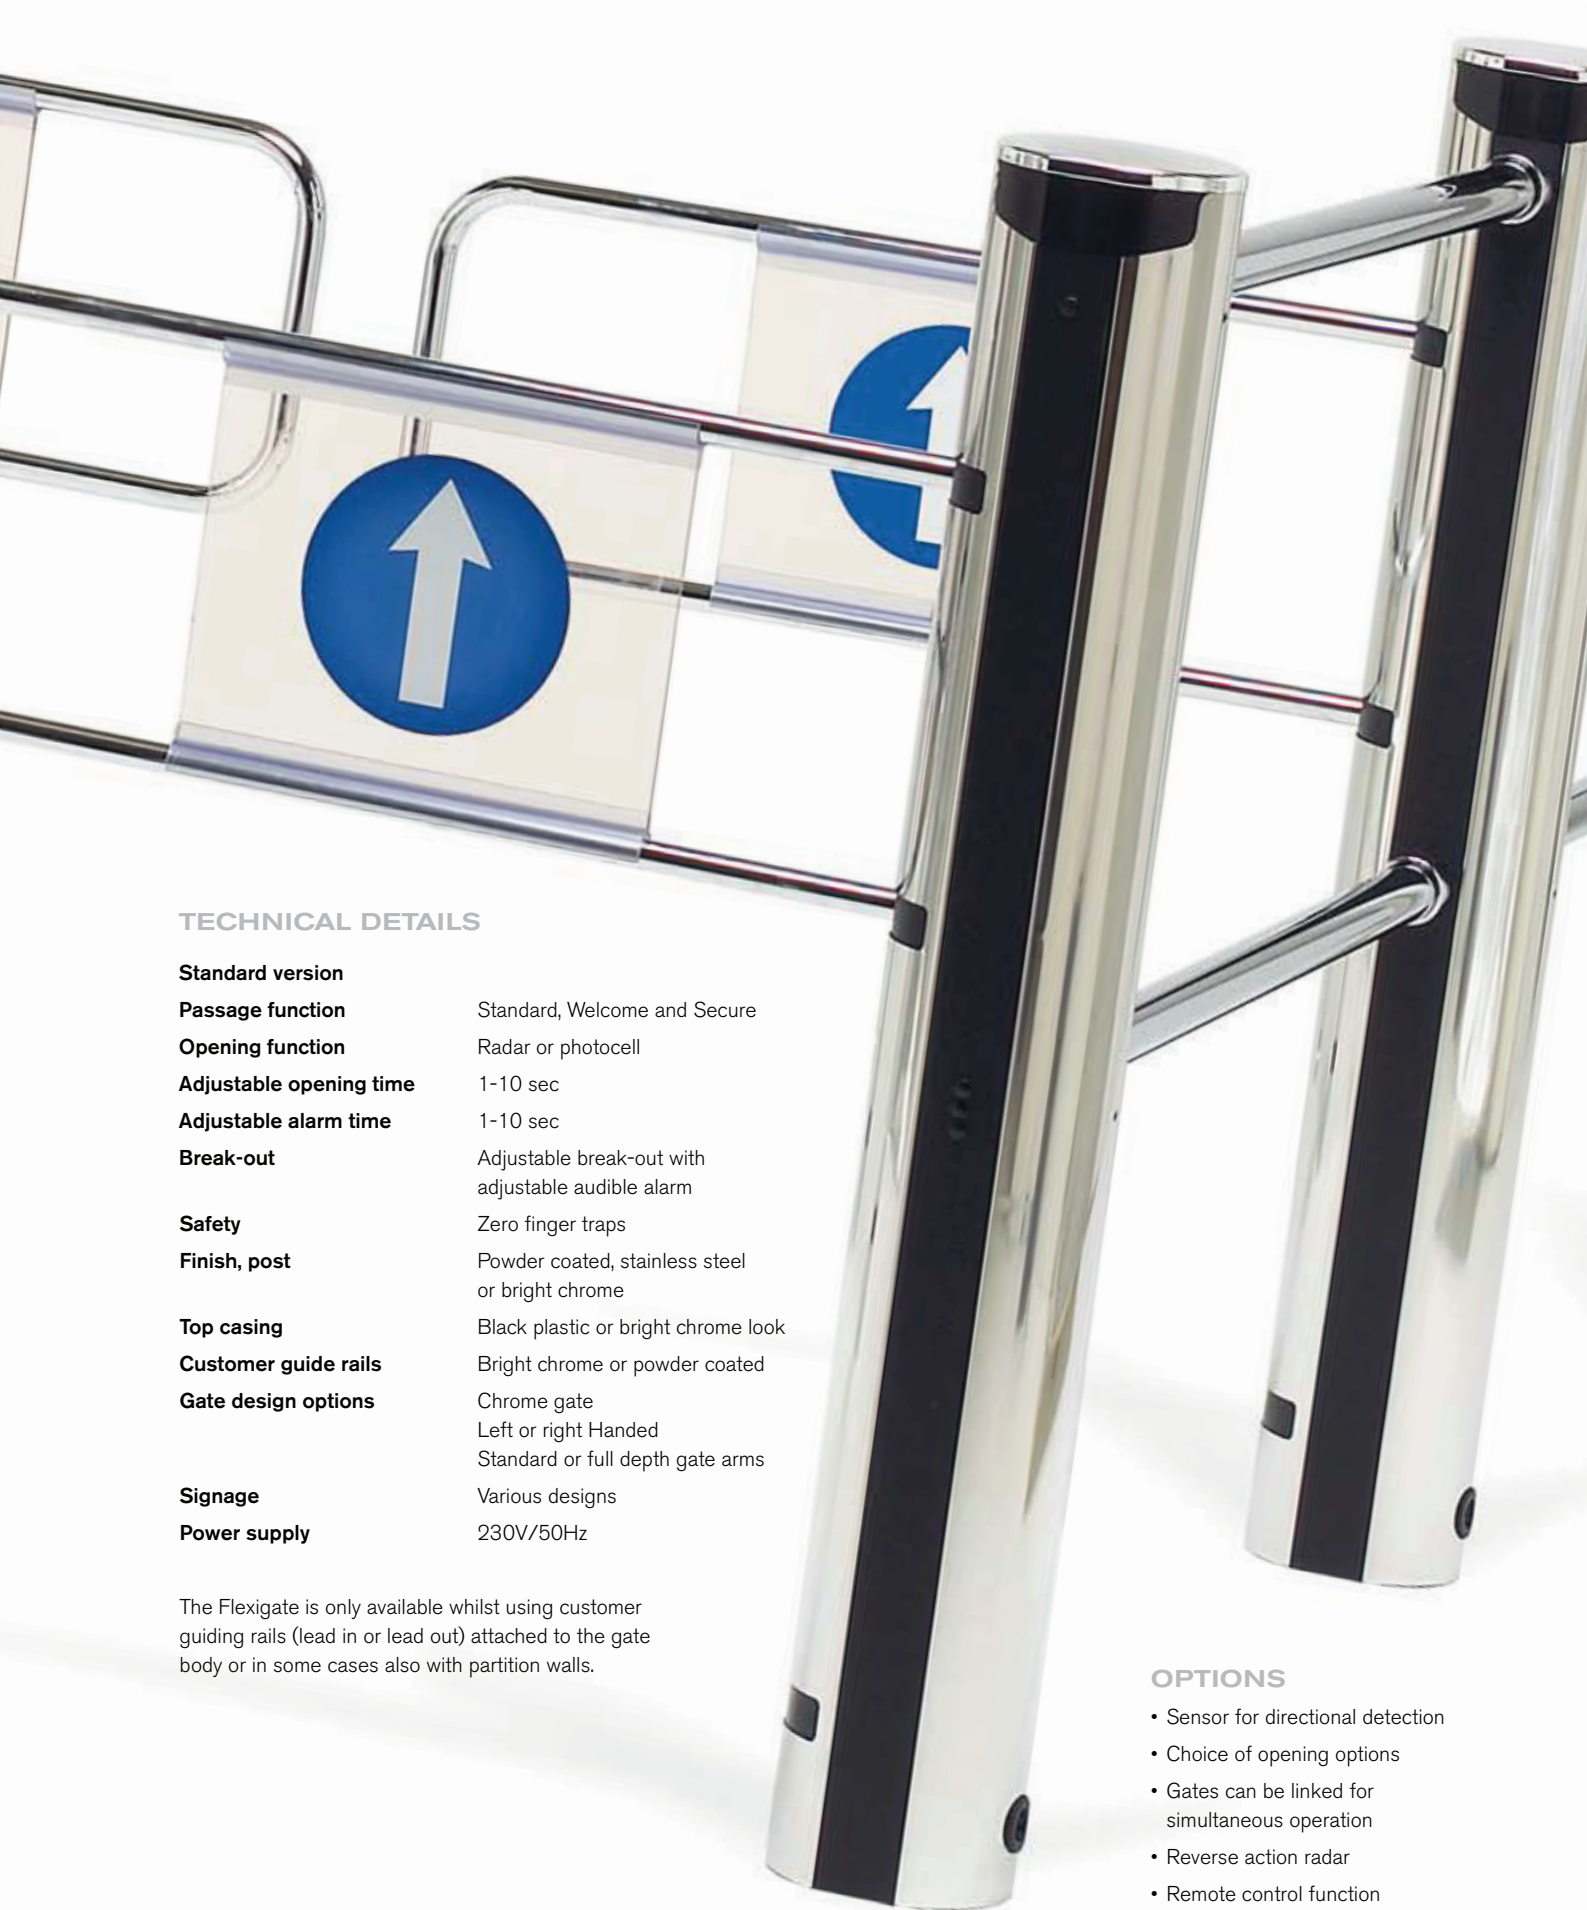 TECHNICAL DETAILS
Standard version
Passage function Standard, Welcome and Secure
Opening function Radar or photocell
Adjustable opening time 1-10 sec
Adjustable alarm time 1-10 sec
Break-out Adjustable break-out with
adjustable audible alarm
Safety Zero finger traps
Finish, post Powder coated, stainless steel
or bright chrome
Top casing Black plastic or bright chrome look
Customer guide rails Bright chrome or powder coated
Gate design options Chrome gate
Left or right Handed
Standard or full depth gate arms
Signage Various designs
Power supply 230V/50Hz
The Flexigate is only available whilst using customer
guiding rails (lead in or lead out) attached to the gate
body or in some cases also with partition walls.
OPTIONS
• Sensor for directional detection
• Choice of opening options
• Gates can be linked for
simultaneous operation
• Reverse action radar
• Remote control function